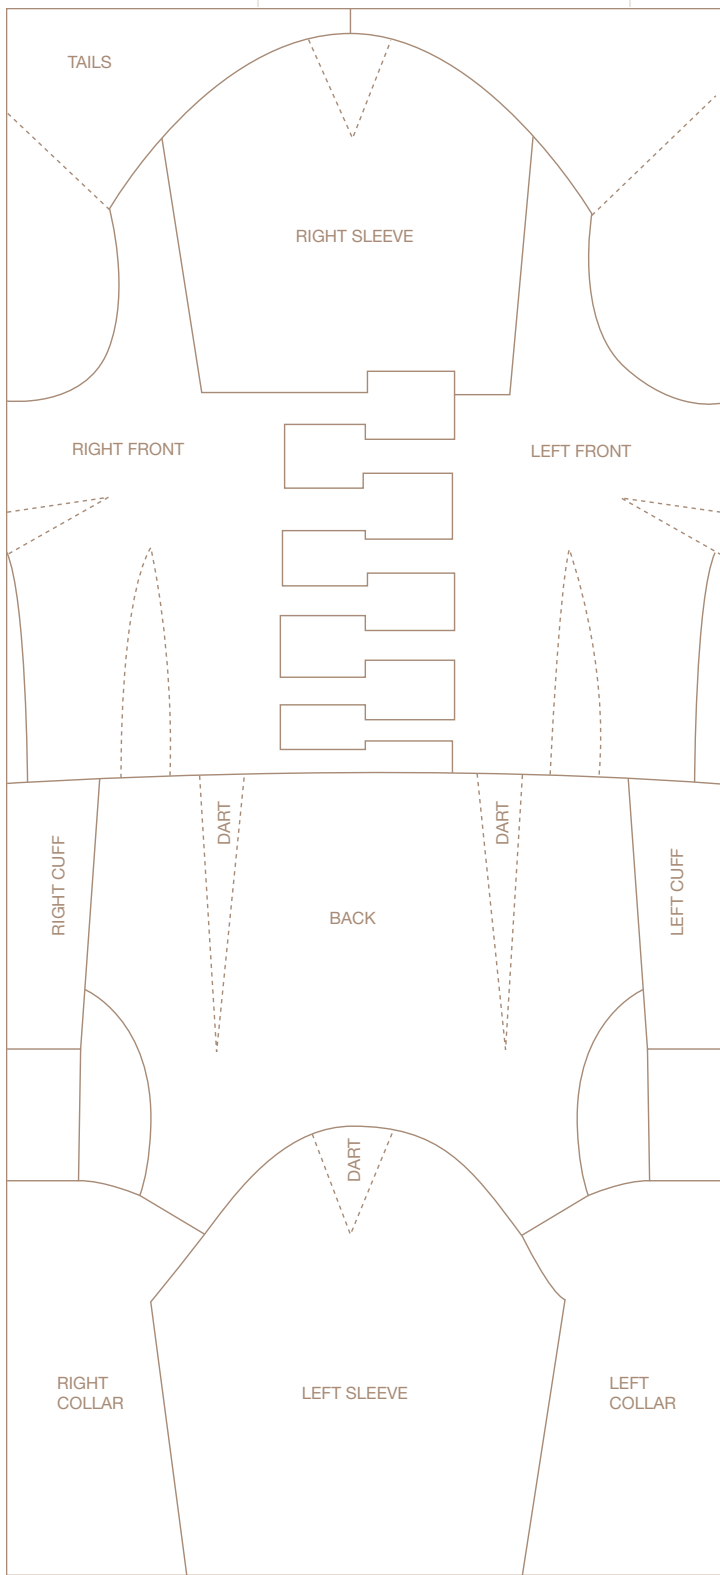 TAILS
RIGHT SLEEVE
RIGHT FRONT
LEFT FRONT
DART
DART
RIGHT CUFF
LEFT CUFF
BACK
DART
RIGHT
COLLAR
LEFT SLEEVE
LEFT
COLLAR